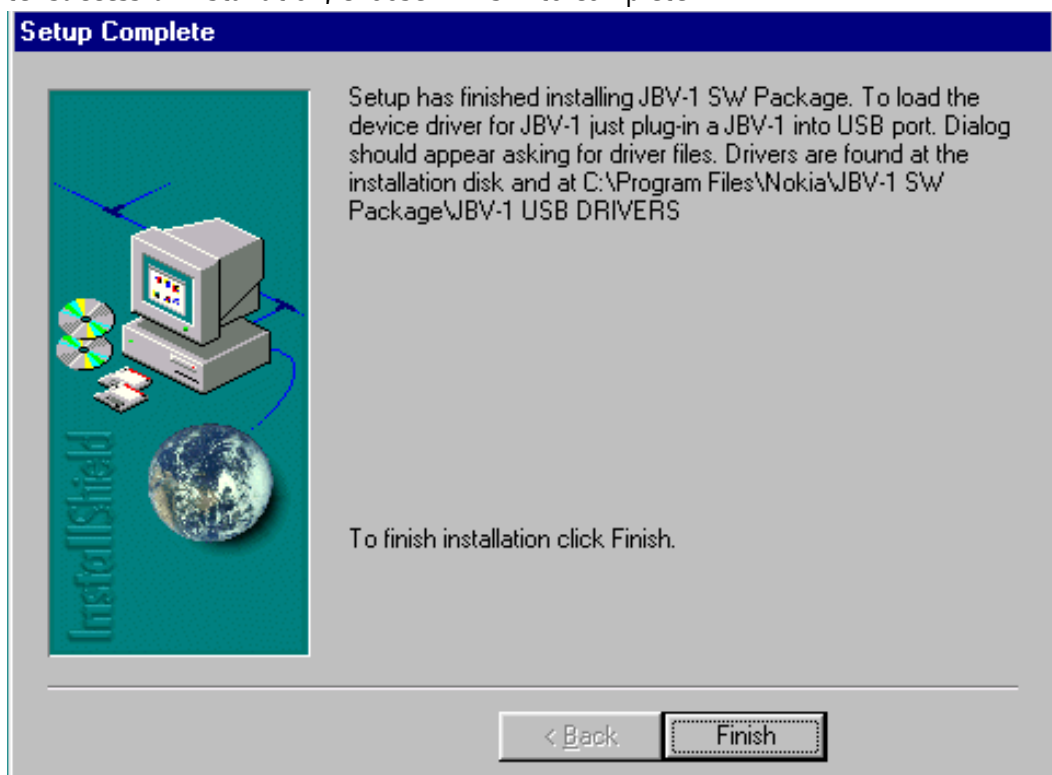 Setup Complete
Setup has finished installing JBV-1 SW Package. To load the
device driver for JBV-1 just plug-in a JBV-1 into USB port. Dialog
should appear asking for driver files. Drivers are found at the
installation disk and at C:\Program Files\Nokia\JBV-1 SW
Package\JBV-1 USB DRIVERS
InstallShield
To finish installation click Finish.
< Back
Finish